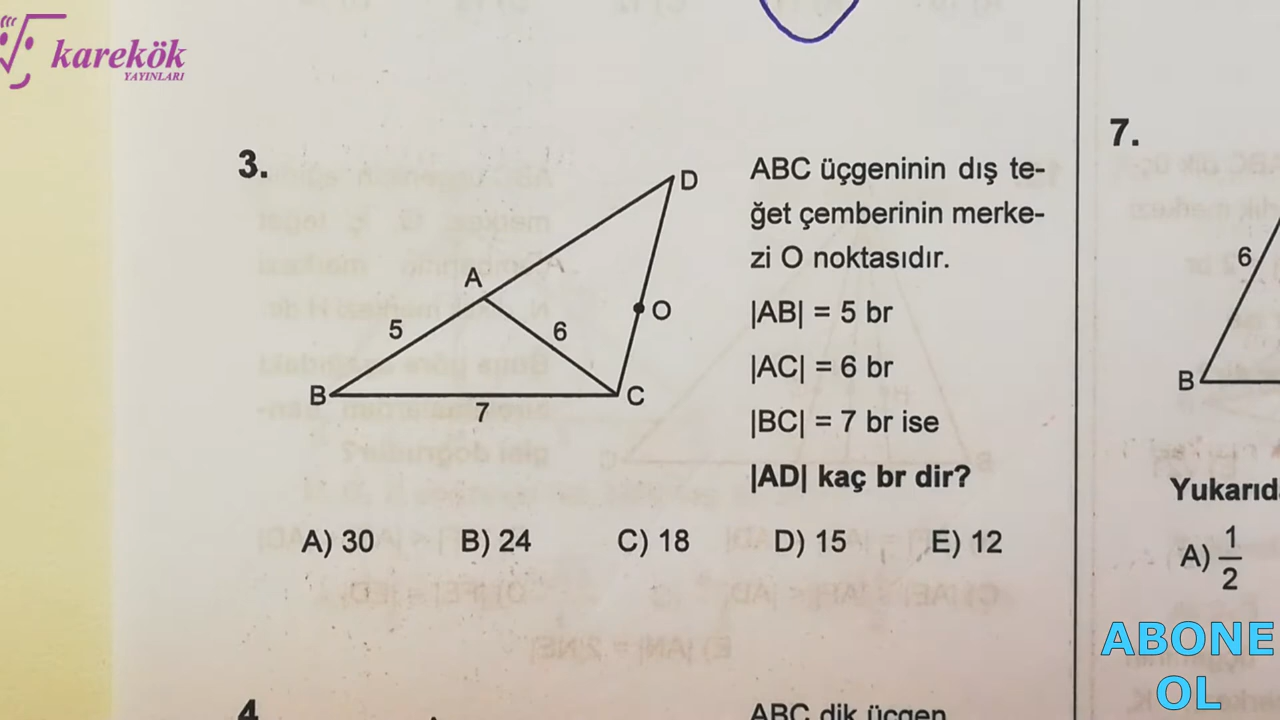 karekök
YAYINLARI
3.
D
A
O
5
6
B
C
7
ABC üçgeninin dış te-
ğet çemberinin merke-
zi O noktasıdır.
|AB| = 5 br
|AC| = 6 br
|BC| = 7 br ise
|AD| kaç br dir?
A) 30 B) 24 C) 18 D) 15 E) 12
4
ABC dik üçgen
7.
6
B
Yukarıd
A) 1/2
ABONE
OL